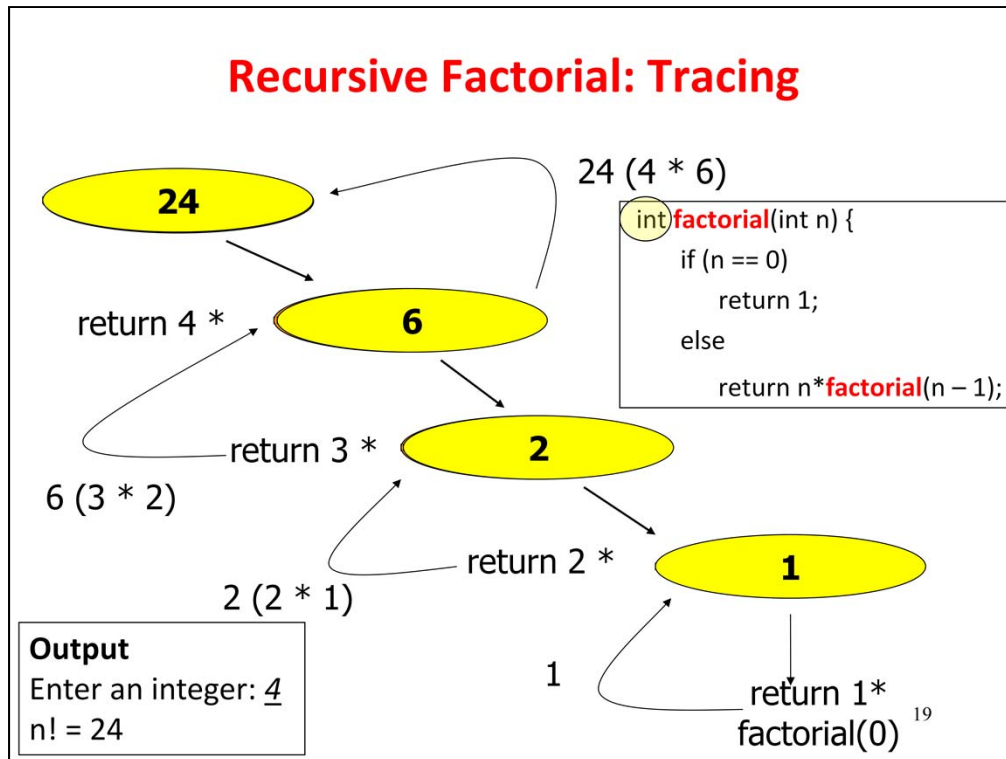 Recursive Factorial: Tracing
24 (4 * 6)
24
int factorial(int n) {
if (n == 0)
return 1;
else
return n*factorial(n – 1);
return 4 *
6
return 3 *
2
6 (3 * 2)
return 2 *
1
2 (2 * 1)
Output
Enter an integer: 4
n! = 24
1
return 1*
factorial(0)
19